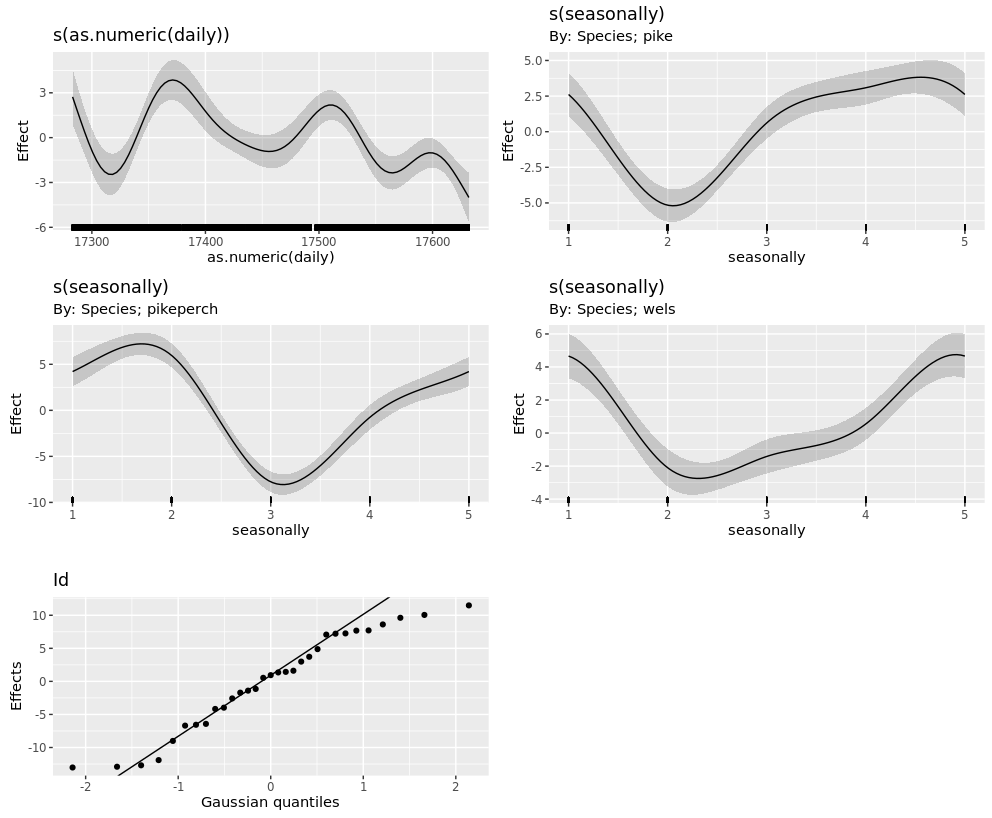 s(as.numeric(daily))
Effect
3
0
-3
-6
17300 17400 17500 17600
as.numeric(daily)
s(seasonally)
By: Species; pike
Effect
5.0
2.5
0.0
-2.5
-5.0
1 2 3 4 5
seasonally
s(seasonally)
By: Species; pikeperch
Effect
5
0
-5
-10
1 2 3 4 5
seasonally
s(seasonally)
By: Species; wels
Effect
6
4
2
0
-2
-4
1 2 3 4 5
seasonally
Id
Effects
10
5
0
-5
-10
-2 -1 0 1 2
Gaussian quantiles